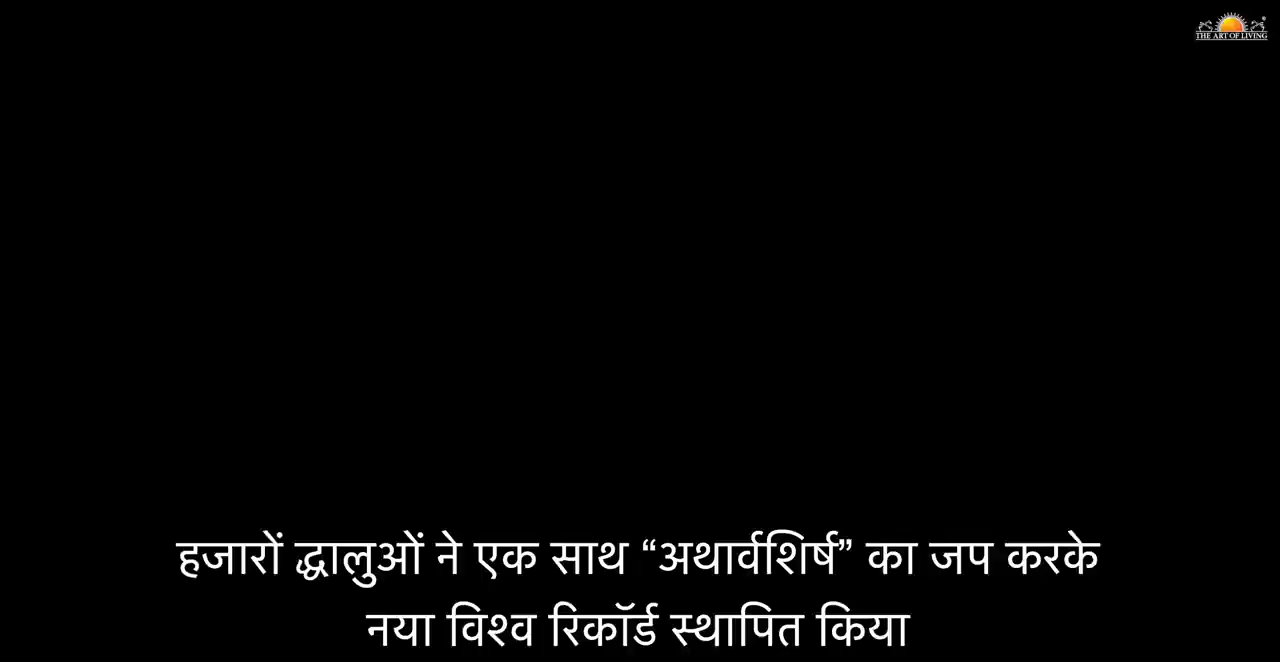 THE ART OF LIVING
हजारों द्धालुओं ने एक साथ “अथार्वशिर्ष” का जप करके
नया विश्व रिकॉर्ड स्थापित किया